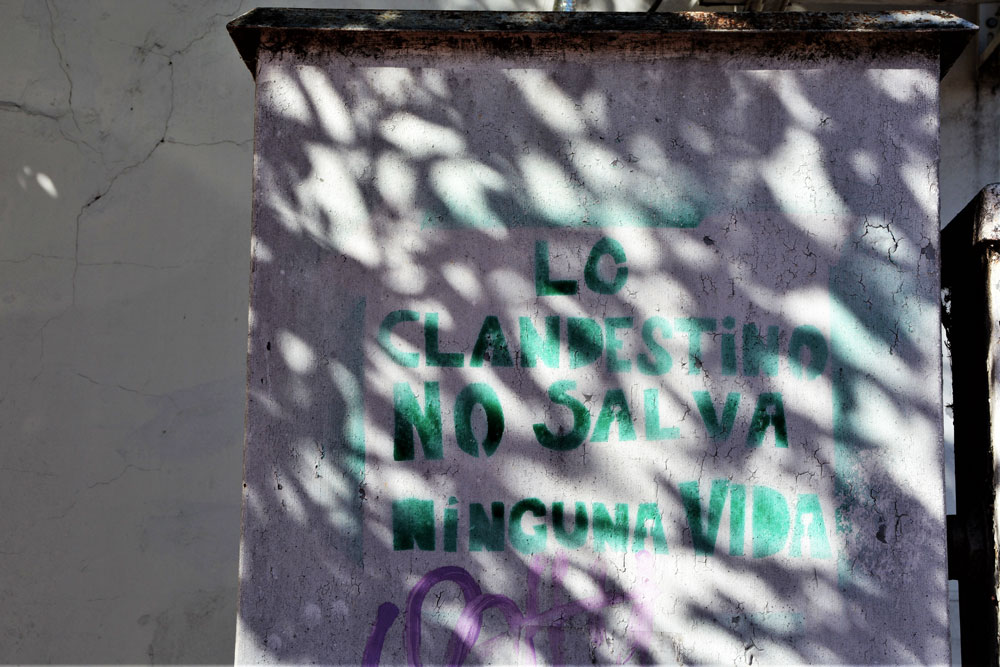 LO
CLANDESTINO
NO SALVA
NINGUNA VIDA